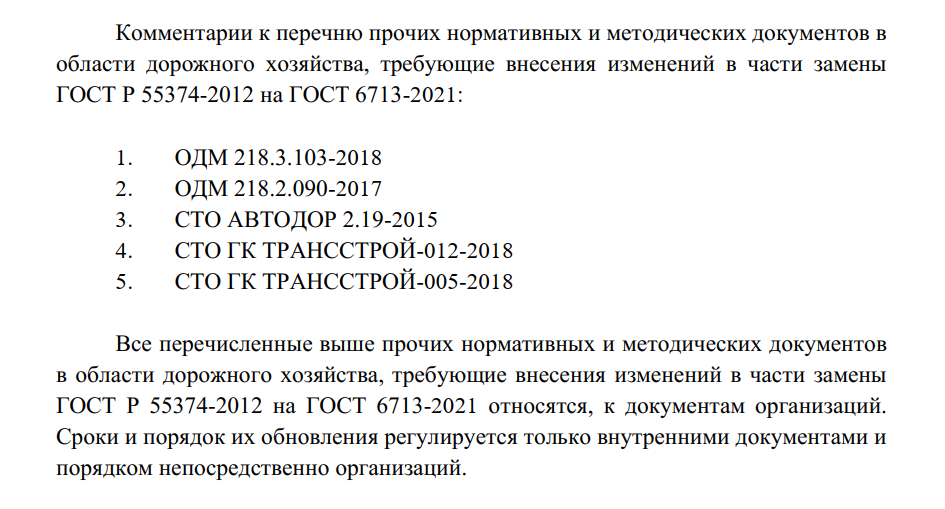 Комментарии к перечню прочих нормативных и методических документов в
области дорожного хозяйства, требующие внесения изменений в части замены
ГОСТ Р 55374-2012 на ГОСТ 6713-2021:
1. ОДМ 218.3.103-2018
2. ОДМ 218.2.090-2017
3. СТО АВТОДОР 2.19-2015
4. СТО ГК ТРАНССТРОЙ-012-2018
5. СТО ГК ТРАНССТРОЙ-005-2018
Все перечисленные выше прочих нормативных и методических документов
в области дорожного хозяйства, требующие внесения изменений в части замены
ГОСТ Р 55374-2012 на ГОСТ 6713-2021 относятся, к документам организаций.
Сроки и порядок их обновления регулируется только внутренними документами и
порядком непосредственно организаций.